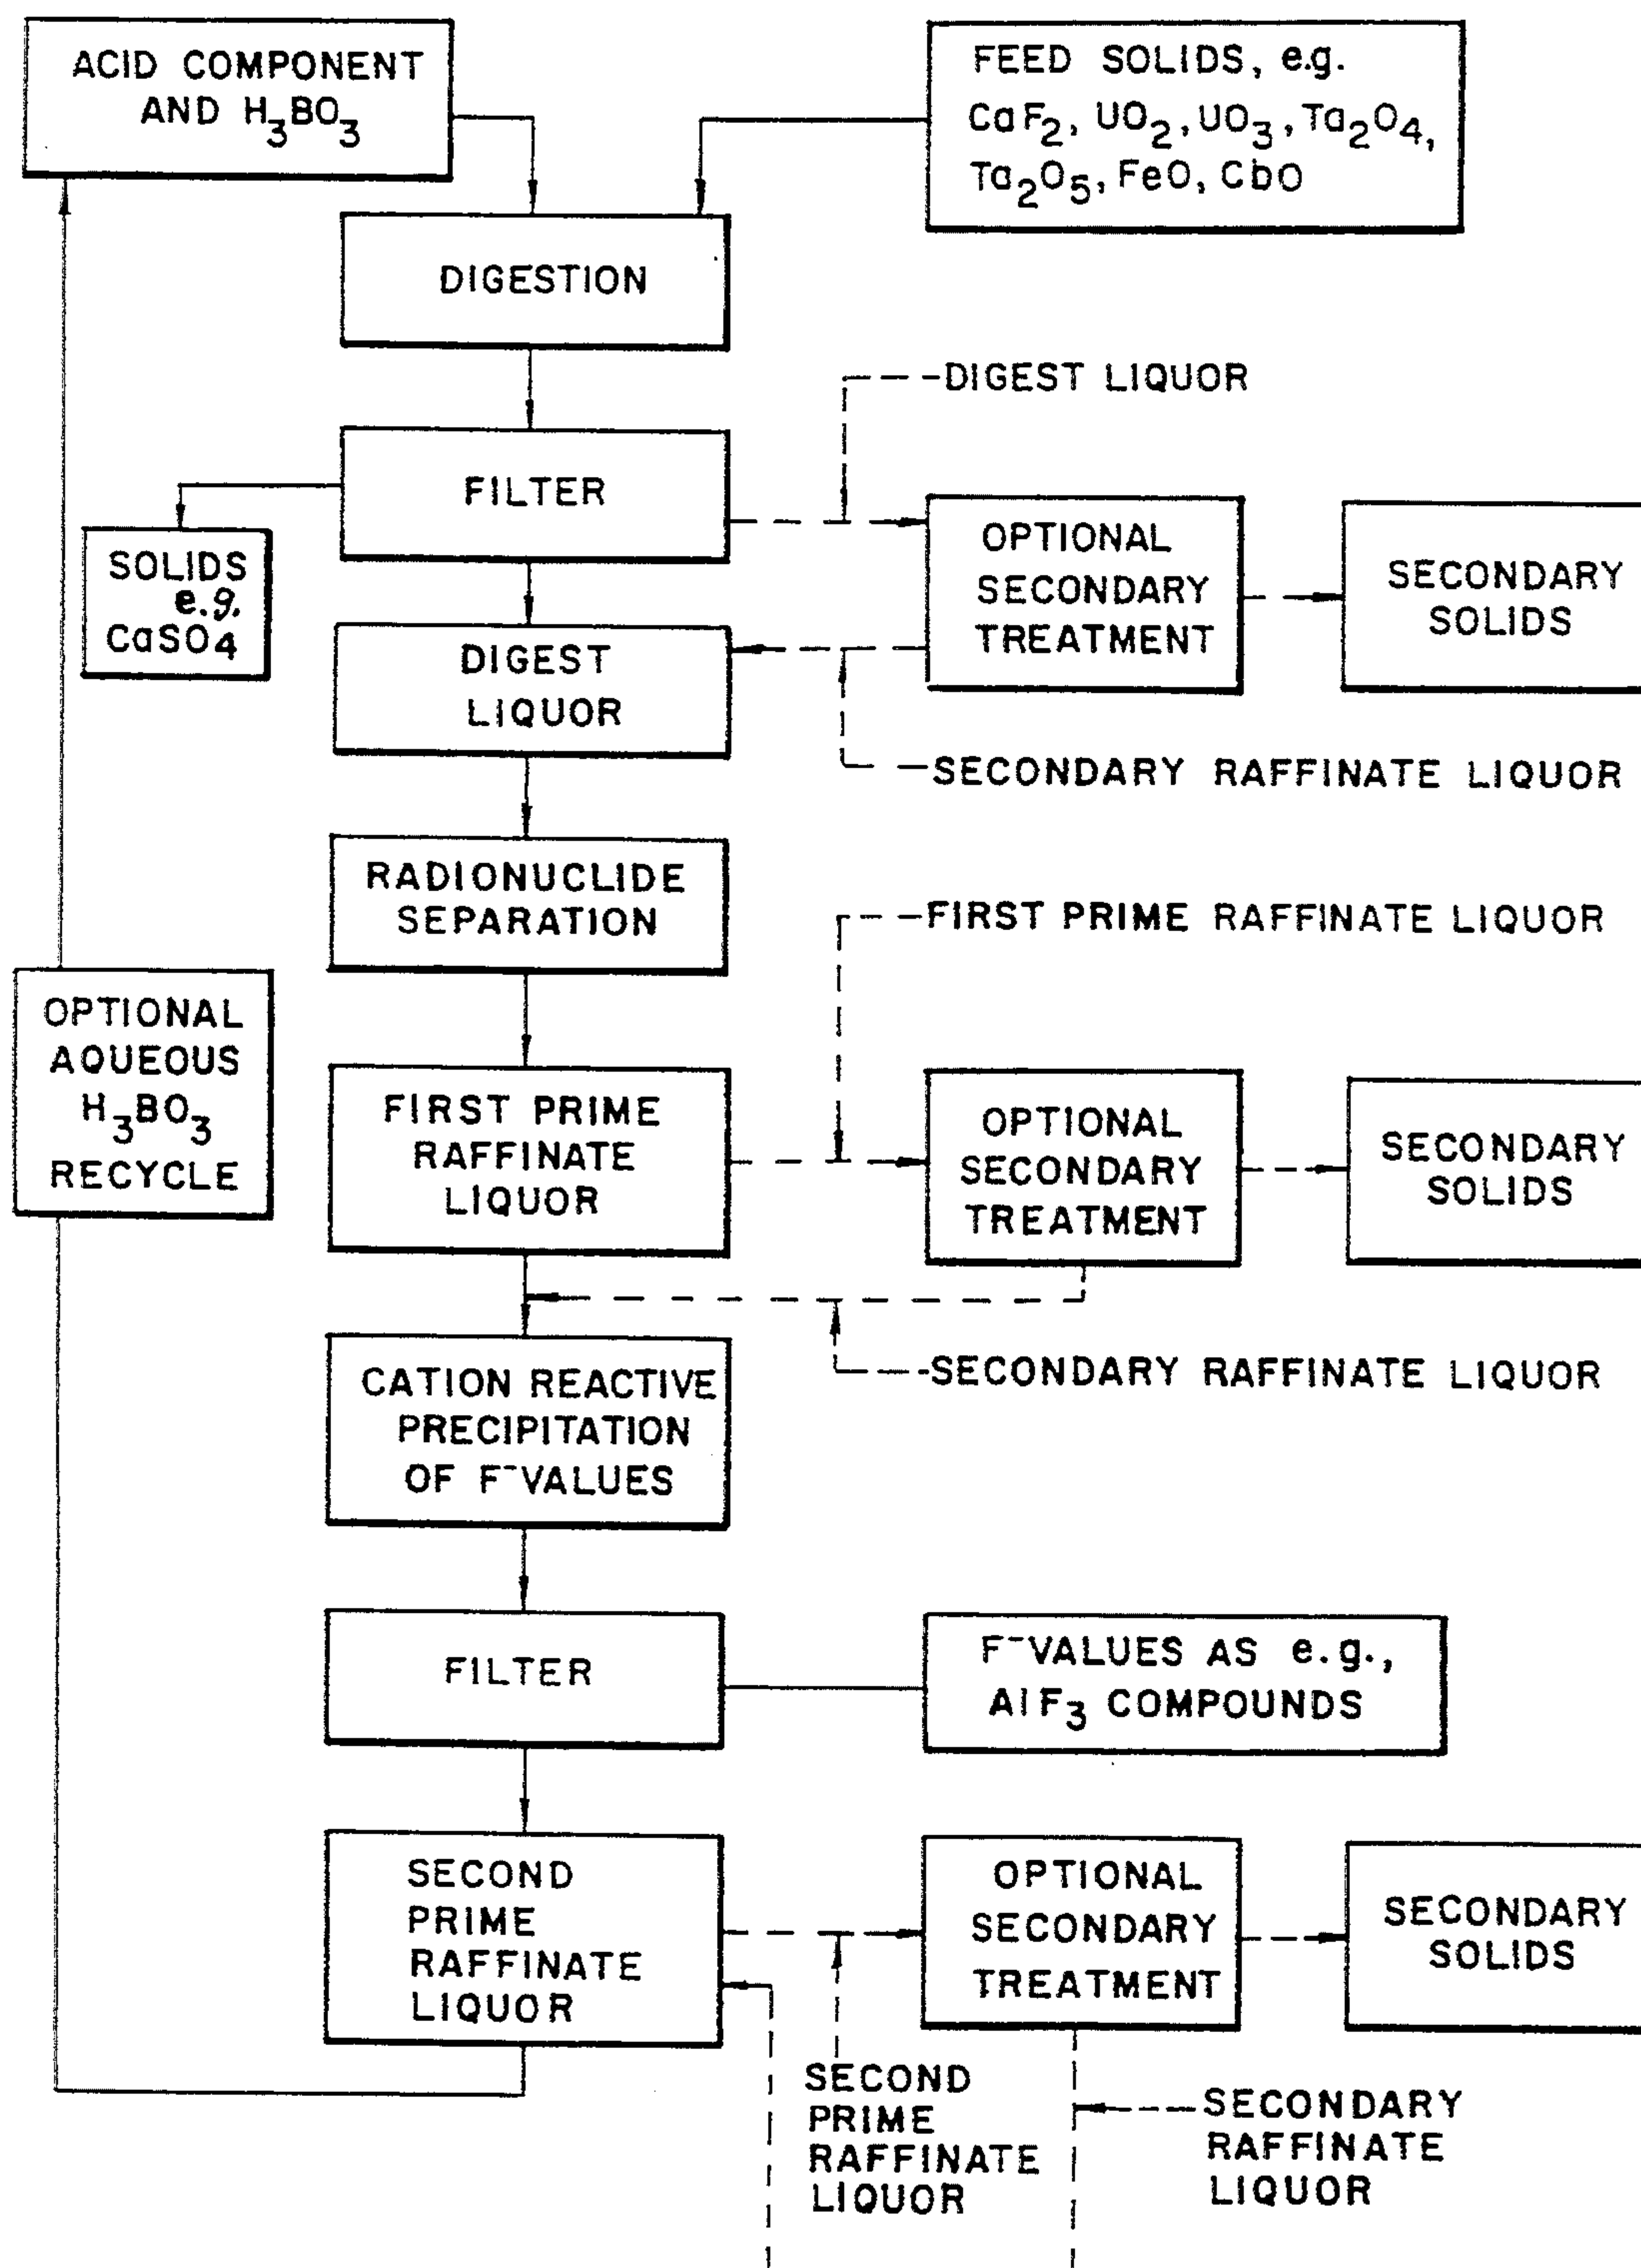 ACID COMPONENT
AND H₃BO₃
FEED SOLIDS, e.g.
CaF₂, UO₂, UO₃, Ta₂O₄,
Ta₂O₅, FeO, CbO
DIGESTION
DIGEST LIQUOR
FILTER
SOLIDS
e.g.
CaSO₄
OPTIONAL
SECONDARY
TREATMENT
SECONDARY
SOLIDS
DIGEST
LIQUOR
SECONDARY RAFFINATE LIQUOR
RADIONUCLIDE
SEPARATION
FIRST PRIME RAFFINATE LIQUOR
OPTIONAL
AQUEOUS
H₃BO₃
RECYCLE
FIRST PRIME
RAFFINATE
LIQUOR
OPTIONAL
SECONDARY
TREATMENT
SECONDARY
SOLIDS
SECONDARY RAFFINATE LIQUOR
CATION REACTIVE
PRECIPITATION
OF F⁻VALUES
FILTER
F⁻VALUES AS e.g.,
AlF₃ COMPOUNDS
SECOND
PRIME
RAFFINATE
LIQUOR
OPTIONAL
SECONDARY
TREATMENT
SECONDARY
SOLIDS
SECOND
PRIME
RAFFINATE
LIQUOR
SECONDARY
RAFFINATE
LIQUOR